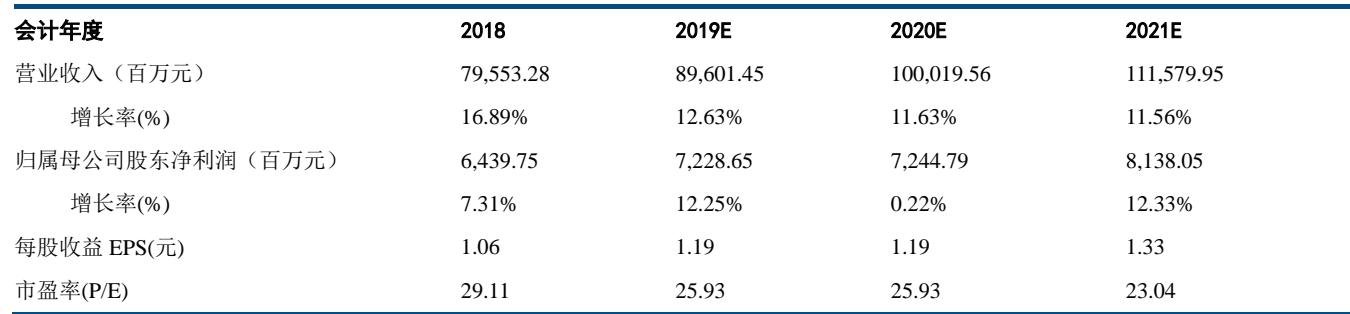 会计年度 2018 2019E 2020E 2021E
营业收入（百万元） 79,553.28 89,601.45 100,019.56 111,579.95
增长率(%) 16.89% 12.63% 11.63% 11.56%
归属母公司股东净利润（百万元） 6,439.75 7,228.65 7,244.79 8,138.05
增长率(%) 7.31% 12.25% 0.22% 12.33%
每股收益 EPS(元) 1.06 1.19 1.19 1.33
市盈率(P/E) 29.11 25.93 25.93 23.04